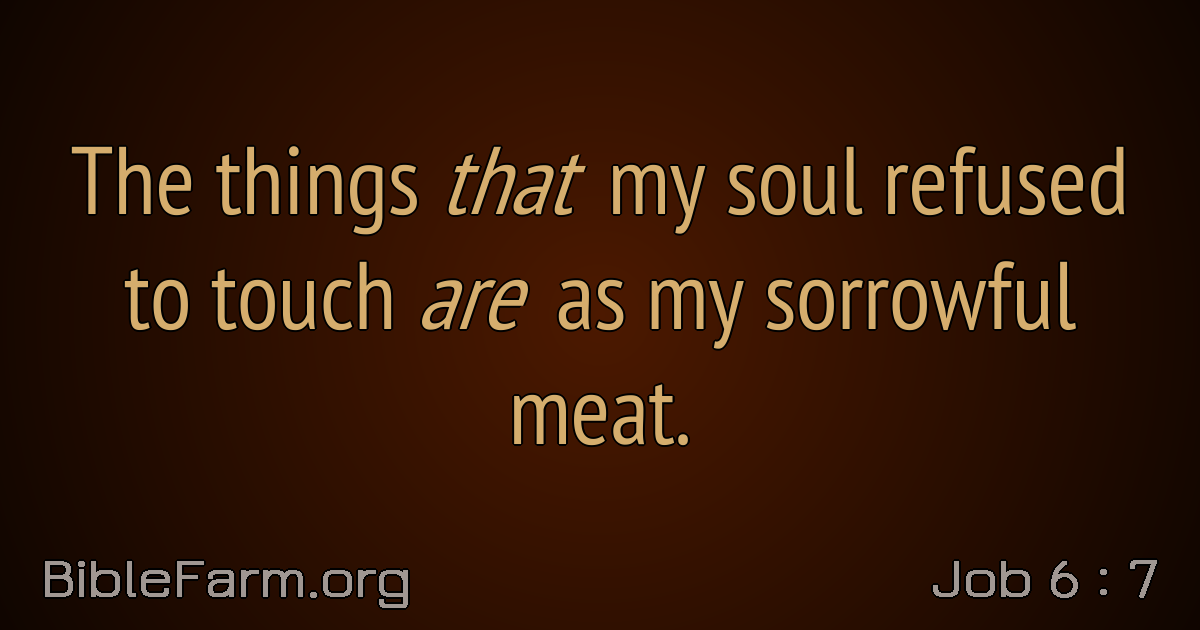 The things that my soul refused
to touch are as my sorrowful
meat.
BibleFarm.org
Job 6 : 7